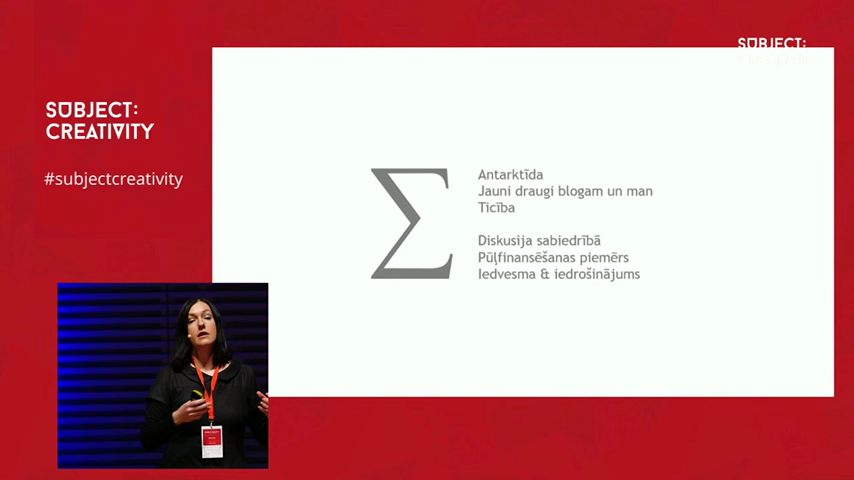 SUBJECT:
SUBJECT:
CREATIVITY
#subjectcreativity
Σ
Antarktīda
Jauni draugi blogam un man
Ticība
Diskusija sabiedrībā
Pūļfinansēšanas piemērs
Iedvesma & iedrošinājums